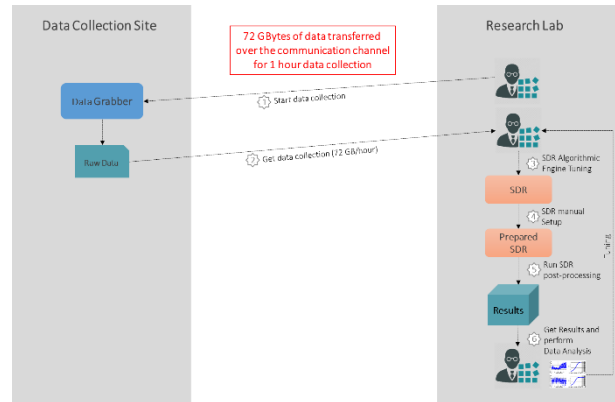 Data Collection Site
72 GBytes of data transferred
over the communication channel
for 1 hour data collection
Research Lab
Data Grabber
1 Start data collection
Raw Data
2 Get data collection (72 GB/hour)
3 SDR Algorithmic
Engine Tuning
SDR
4 SDR manual
Setup
Prepared
SDR
5 Run SDR
post-processing
Results
6 Get Results and
perform
Data Analysis
Tuning